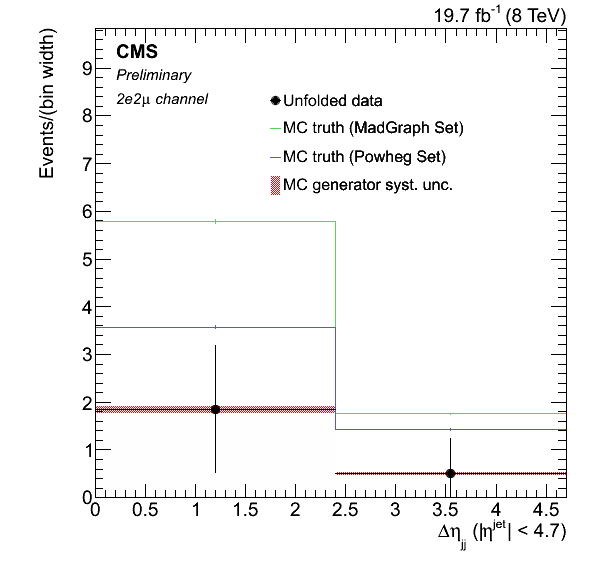 19.7 fb⁻¹ (8 TeV)
CMS
Preliminary
2e2μ channel
Unfolded data
MC truth (MadGraph Set)
MC truth (Powheg Set)
MC generator syst. unc.
Events/(bin width)
9
8
7
6
5
4
3
2
1
0
0 0.5 1 1.5 2 2.5 3 3.5 4 4.5
Δη_jj (|η^jet| < 4.7)